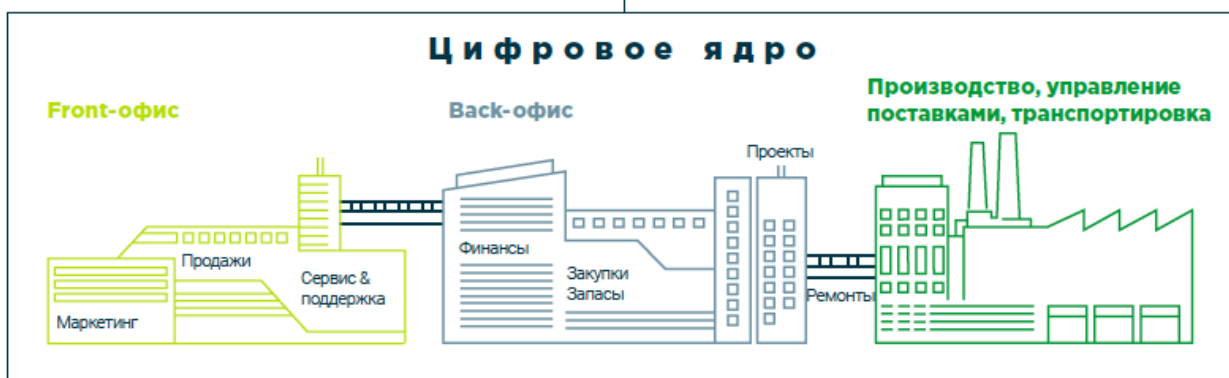 Цифровое ядро
Front-офис
Back-офис
Производство, управление
поставками, транспортировка
Маркетинг
Продажи
Сервис &
поддержка
Финансы
Закупки
Запасы
Проекты
Ремонты